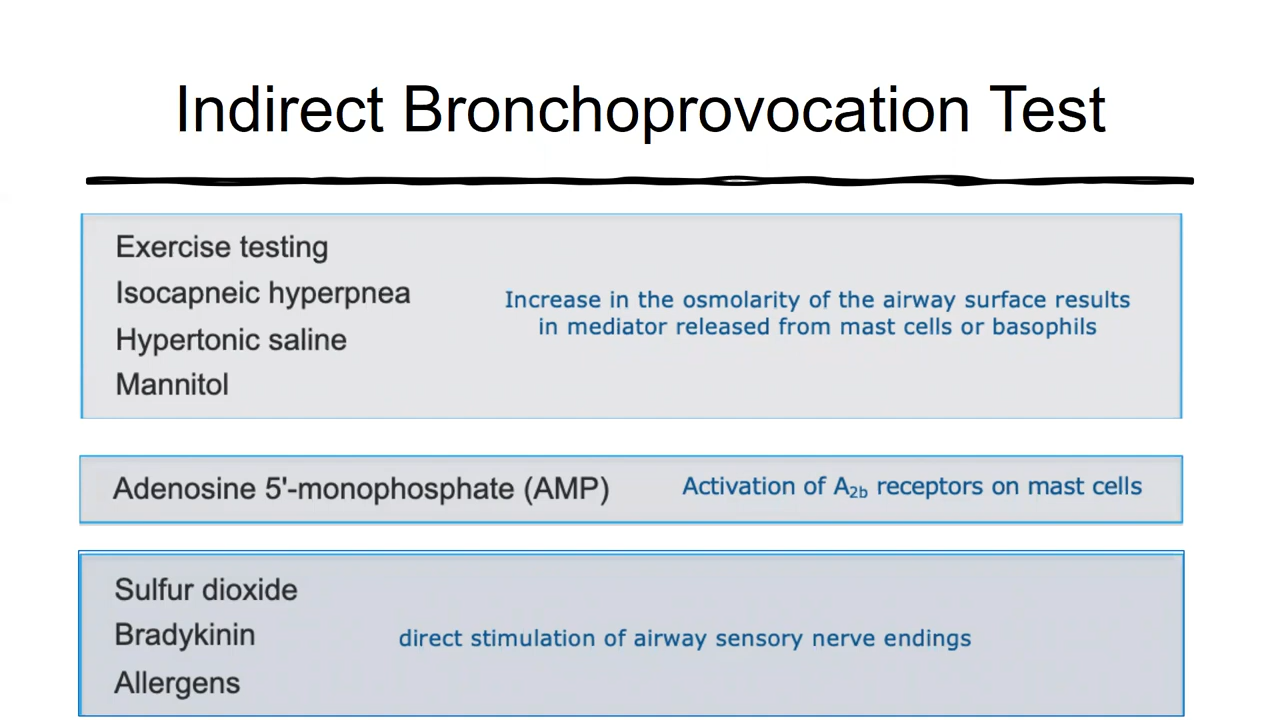 Indirect Bronchoprovocation Test
Exercise testing
Isocapneic hyperpnea
Hypertonic saline
Mannitol
Increase in the osmolarity of the airway surface results
in mediator released from mast cells or basophils
Adenosine 5'-monophosphate (AMP)
Activation of A2b receptors on mast cells
Sulfur dioxide
Bradykinin
Allergens
direct stimulation of airway sensory nerve endings